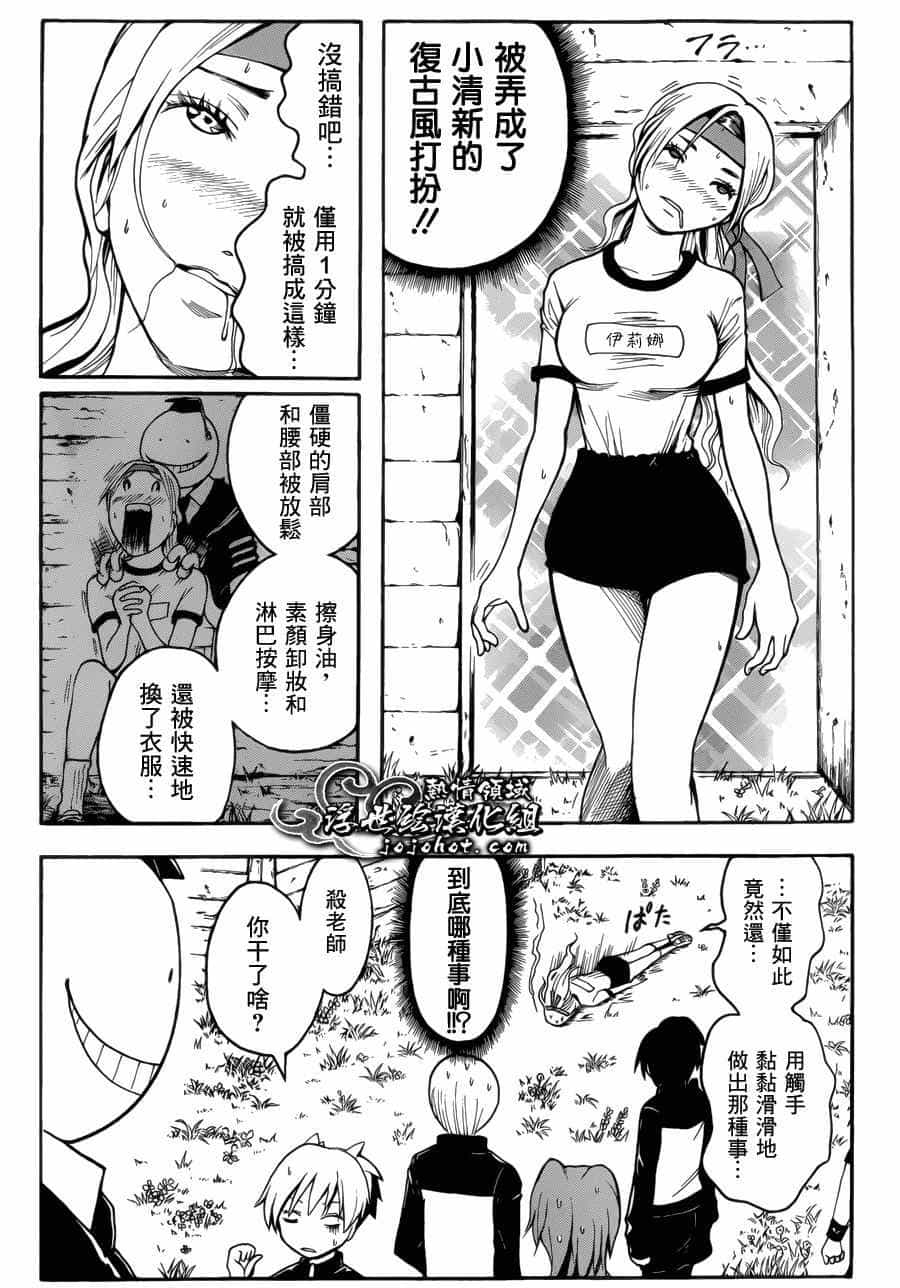 フラ…
被弄成了
小清新的
復古風打扮!!
伊莉娜
沒搞錯吧…
僅用1分鐘
就被搞成這樣…
僵硬的肩部
和腰部被放鬆
擦身油，
素顏卸妝和
淋巴按摩…
還被快速地
換了衣服…
熱情領域
浮世繪漢化組
jojohot.com
…不僅如此
竟然還…
用觸手
黏黏滑滑地
做出那種事…
ぱた
到底哪種事啊!!?
殺老師
你干了啥？